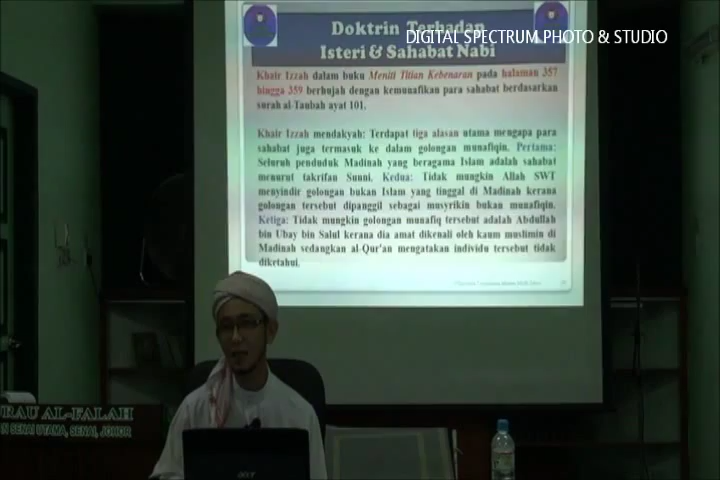 DIGITAL SPECTRUM PHOTO & STUDIO
Doktrin Terhadap
Isteri & Sahabat Nabi
Khair Izzah dalam buku Meniti Titian Kebenaran pada halaman 357
hingga 359 berhujah dengan kemunafikan para sahabat berdasarkan
surah al-Taubah ayat 101.
Khair Izzah mendakyah: Terdapat tiga alasan utama mengapa para
sahabat juga termasuk ke dalam golongan munafiqin. Pertama:
Seluruh penduduk Madinah yang beragama Islam adalah sahabat
menurut takrifan Sunni. Kedua: Tidak mungkin Allah SWT
menyindir golongan bukan Islam yang tinggal di Madinah kerana
golongan tersebut dipanggil sebagai musyrikin bukan munafiqin.
Ketiga: Tidak mungkin golongan munafiq tersebut adalah Abdullah
bin Ubay bin Salul kerana dia amat dikenali oleh kaum muslimin di
Madinah sedangkan al-Qur'an mengatakan individu tersebut tidak
diketahui.
RAU AL-FALAH
N SENAI UTAMA, SENAI, JOHOR
acer